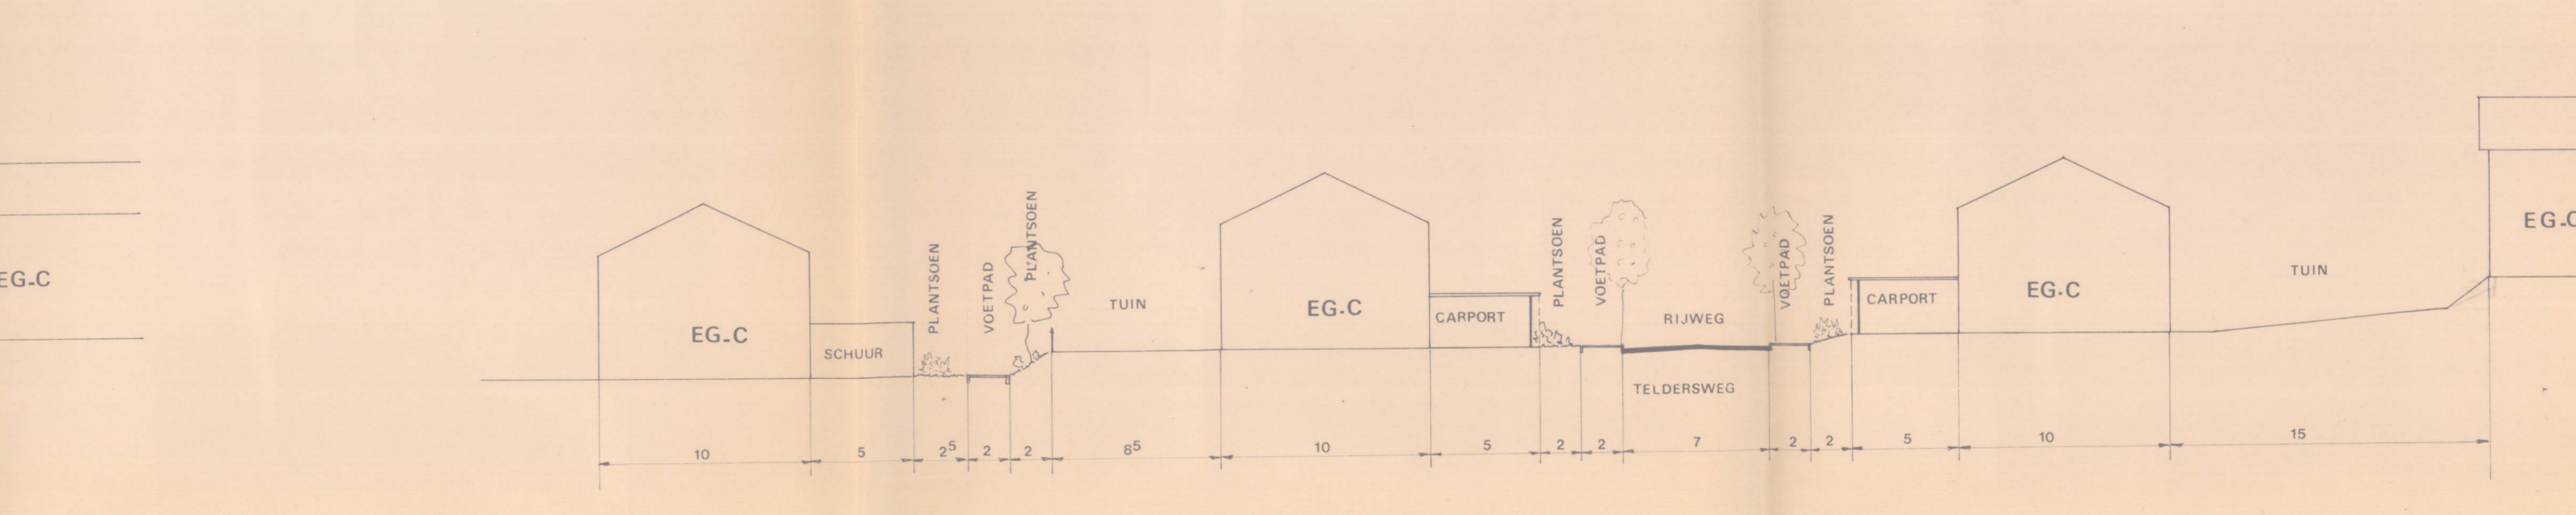 EG-C
EG-C
SCHUUR
PLANTSOEN
VOETPAD
PLANTSOEN
TUIN
EG-C
CARPORT
PLANTSOEN
VOETPAD
RIJWEG
TELDERSWEG
VOETPAD
PLANTSOEN
CARPORT
EG-C
TUIN
EG-C
10 5 2⁵ 2 2 8⁵ 10 5 2 2 7 2 2 5 10 15